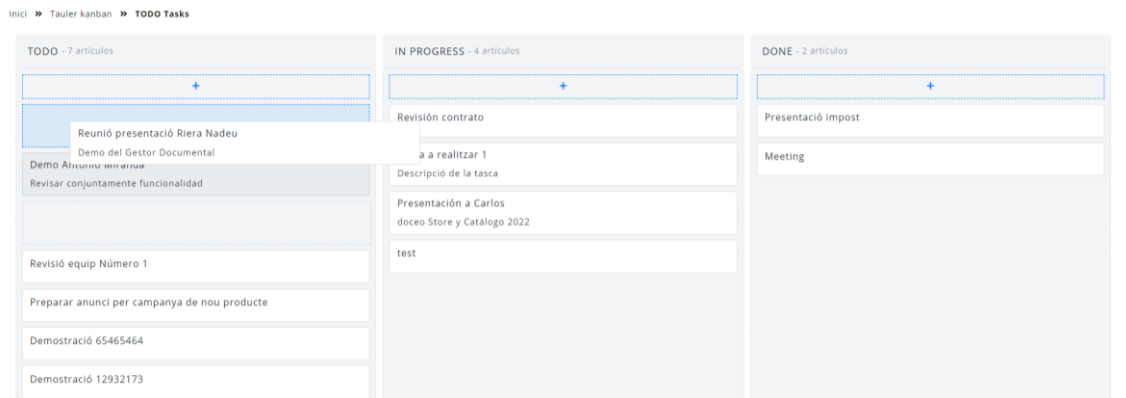 Inici » Tauler kanban » TODO Tasks
TODO - 7 artículos
+
Reunió presentació Riera Nadeu
Demo del Gestor Documental
Demo Antonio Miranda
Revisar conjuntamente funcionalidad
Revisió equip Número 1
Preparar anunci per campanya de nou producte
Demostració 65465464
Demostració 12932173
IN PROGRESS - 4 artículos
+
Revisión contrato
a a realitzar 1
Descripció de la tasca
Presentación a Carlos
doceo Store y Catálogo 2022
test
DONE - 2 artículos
+
Presentació impost
Meeting